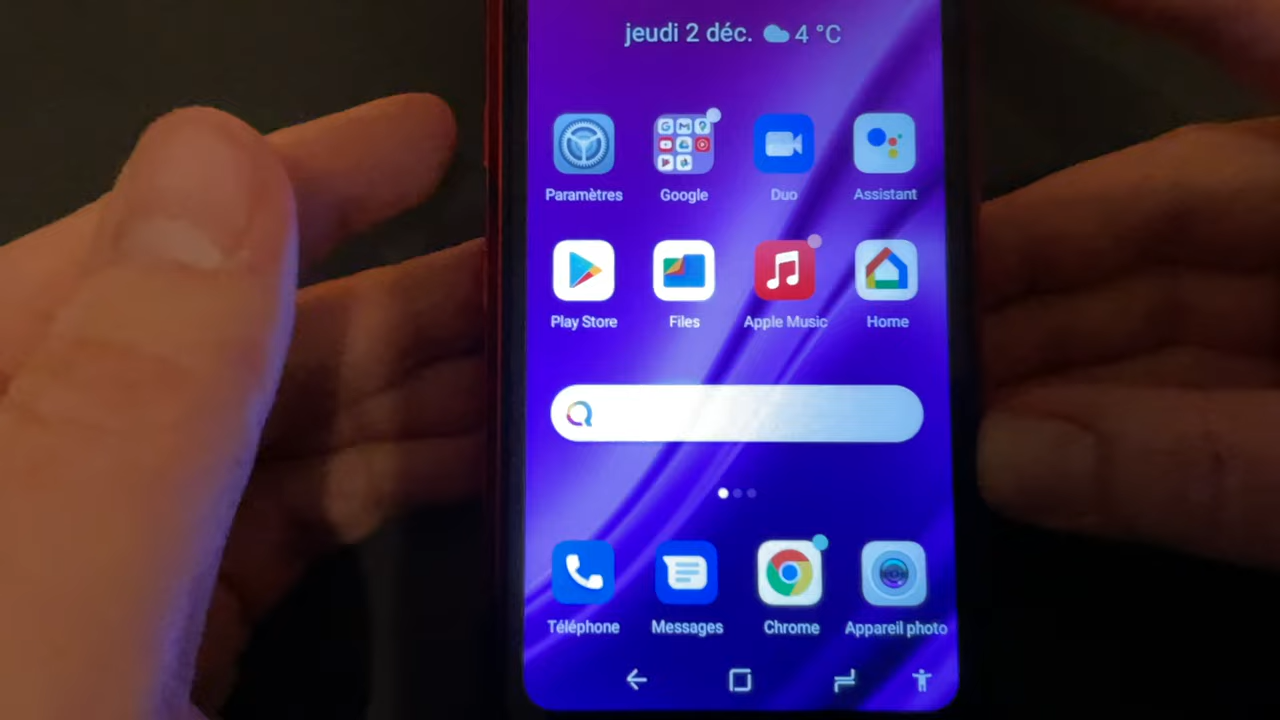 jeudi 2 déc. 4 °C
Paramètres Google Duo Assistant
Play Store Files Apple Music Home
Téléphone Messages Chrome Appareil photo